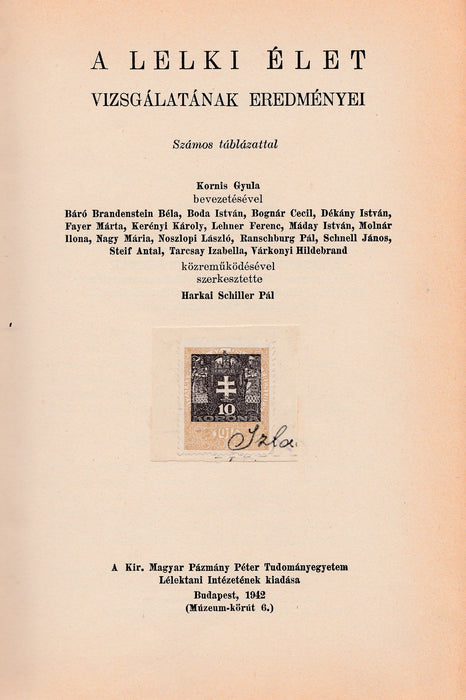 A LELKI ÉLET
VIZSGÁLATÁNAK EREDMÉNYEI
Számos táblázattal
Kornis Gyula
bevezetésével
Báró Brandenstein Béla, Boda István, Bognár Cecil, Dékány István,
Fayer Márta, Kerényi Károly, Lehner Ferenc, Máday István, Molnár
Ilona, Nagy Mária, Noszlopi László, Ranschburg Pál, Schnell János,
Steif Antal, Tarcsay Izabella, Várkonyi Hildebrand
közreműködésével
szerkesztette
Harkai Schiller Pál
10
KORONA
A Kir. Magyar Pázmány Péter Tudományegyetem
Lélektani Intézetének kiadása
Budapest, 1942
(Múzeum-körút 6.)